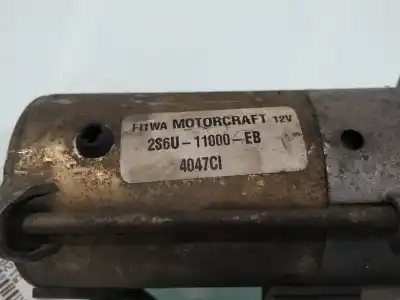 FITWA MOTORCRAFT 12V
2S6U-11000-EB
4047CI